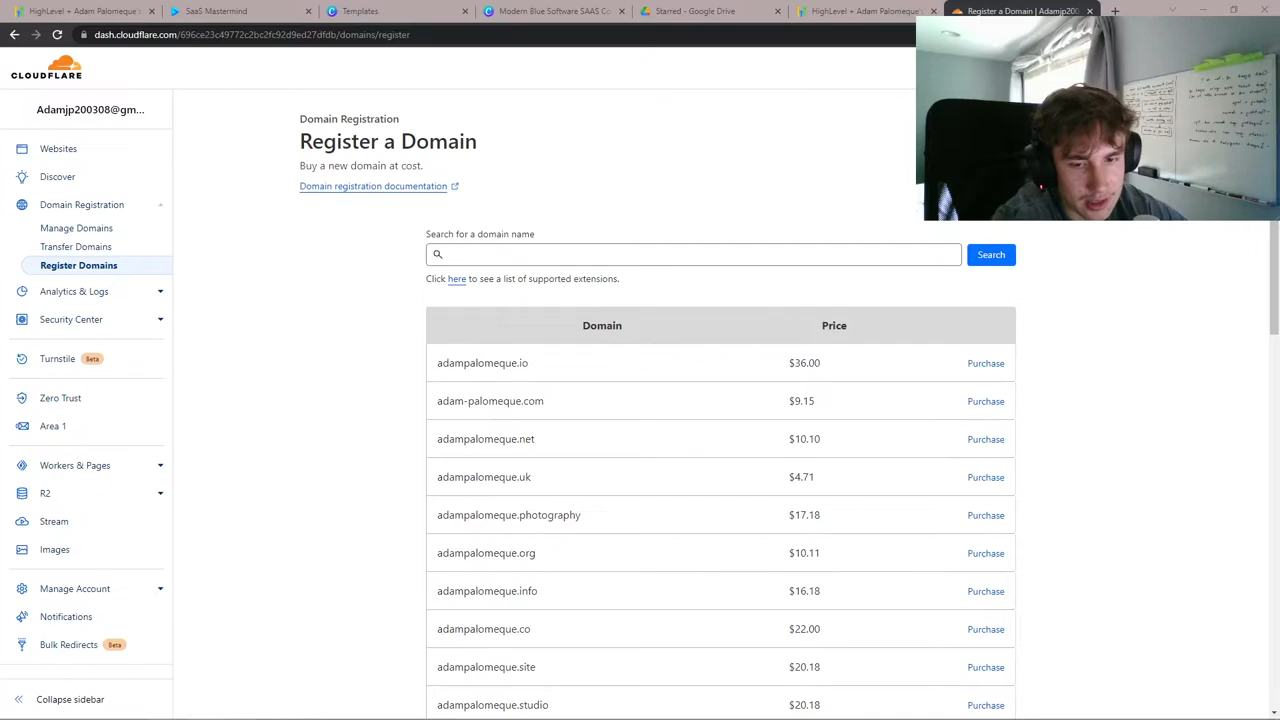 HighLevel + Adam Palomeque's
SaaS Mastermind
Templates
Modern Blue Software SAAS Co
Starred - Google Drive
HighLevel + Adam Palomeque's
Register a Domain | Adamjp200
dash.cloudflare.com/696ce23c49772c2bc2fc92d9ed27dfdb/domains/register
CLOUDFLARE
Adamjp200308@gm...
Websites
Discover
Domain Registration
Manage Domains
Transfer Domains
Register Domains
Analytics & Logs
Security Center
Turnstile Beta
Zero Trust
Area 1
Workers & Pages
R2
Stream
Images
Manage Account
Notifications
Bulk Redirects Beta
Collapse sidebar
Domain Registration
Register a Domain
Buy a new domain at cost.
Domain registration documentation
Search for a domain name
Search
Click here to see a list of supported extensions.
Domain Price
adampalomeque.io $36.00 Purchase
adam-palomeque.com $9.15 Purchase
adampalomeque.net $10.10 Purchase
adampalomeque.uk $4.71 Purchase
adampalomeque.photography $17.18 Purchase
adampalomeque.org $10.11 Purchase
adampalomeque.info $16.18 Purchase
adampalomeque.co $22.00 Purchase
adampalomeque.site $20.18 Purchase
adampalomeque.studio $20.18 Purchase